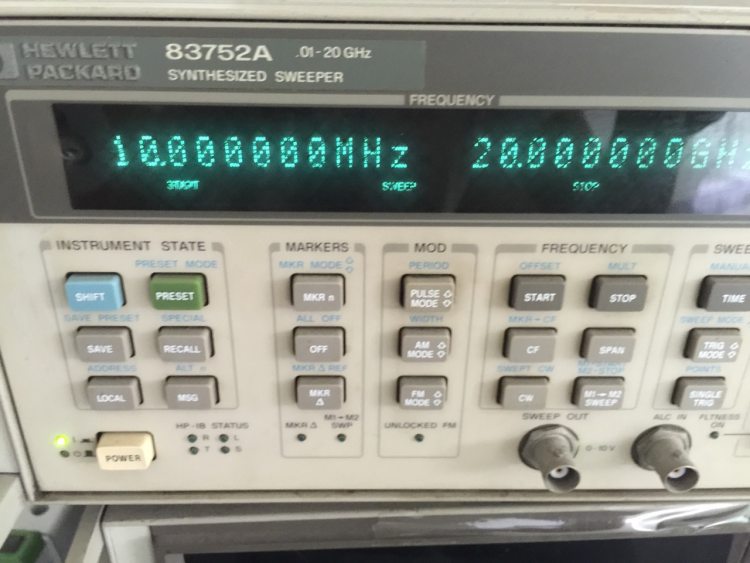 HEWLETT PACKARD
83752A .01-20 GHz
SYNTHESIZED SWEEPER
FREQUENCY
10.000000MHz 20.000000GHz
START SWEEP STOP
INSTRUMENT STATE
PRESET MODE
SHIFT PRESET
SAVE PRESET SPECIAL
SAVE RECALL
ADDRESS ALT n
LOCAL MSG
HP-IB STATUS
R L
T S
POWER
MARKERS
MKR MODE
MKR n
ALL OFF
OFF
MKR Δ REF
MKR Δ
MKR Δ M1→M2 SWP
MOD
PERIOD
PULSE MODE
WIDTH
AM MODE
FM MODE
UNLOCKED FM
FREQUENCY
OFFSET MULT
START STOP
MKR→CF
CF SPAN
SWEPT CW
CW M1→M2 SWEEP
SWEEP OUT
0-10V
MANUAL
TIME
SWEEP MODE
TRIG MODE
POINTS
SINGLE TRIG
ALC IN FLTNESS ON